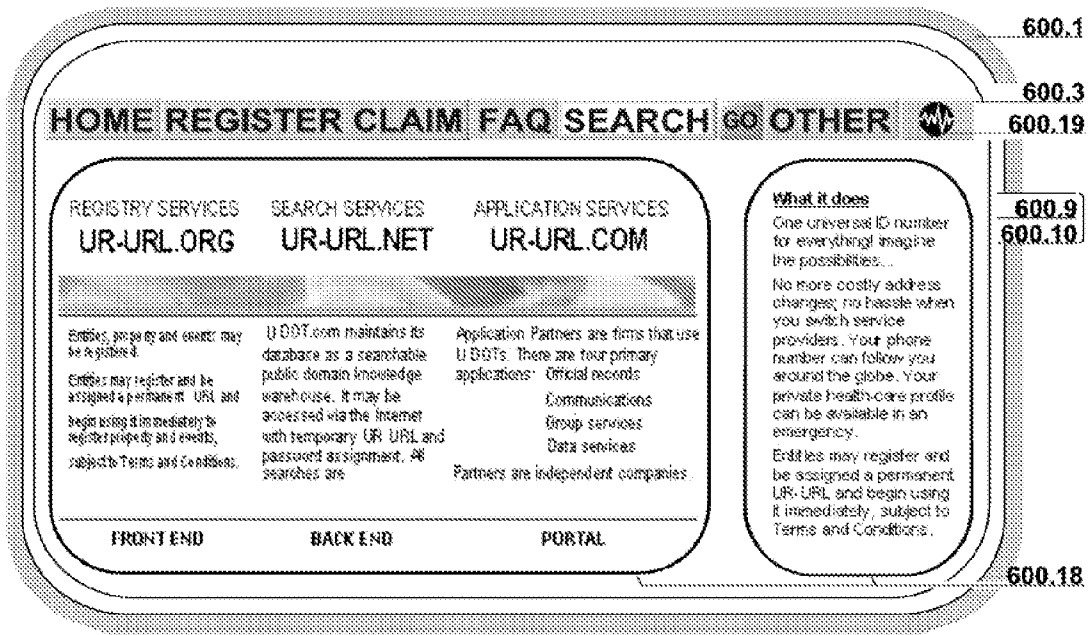 600.1
600.3
HOME REGISTER CLAIM FAQ SEARCH GO OTHER
600.19
REGISTRY SERVICES
UR-URL.ORG
Entities, property and events may
be registered.
Entities may register and be
assigned a permanent URL and
begin using it immediately to
register property and events,
subject to Terms and Conditions.
FRONT END
SEARCH SERVICES
UR-URL.NET
U DOT.com maintains its
database as a searchable
public domain knowledge
warehouse. It may be
accessed via the Internet
with temporary UR URL and
password assignment. All
searches are
BACK END
APPLICATION SERVICES
UR-URL.COM
Application Partners are firms that use
U DOTs. There are four primary
applications: Official records
Communications
Group services
Data services
Partners are independent companies.
PORTAL
What it does
One universal ID number
for everything! imagine
the possibilities...
No more costly address
changes; no hassle when
you switch service
providers. Your phone
number can follow you
around the globe. Your
private health-care profile
can be available in an
emergency.
Entities may register and
be assigned a permanent
UR-URL and begin using
it immediately, subject to
Terms and Conditions.
600.9
600.10
600.18